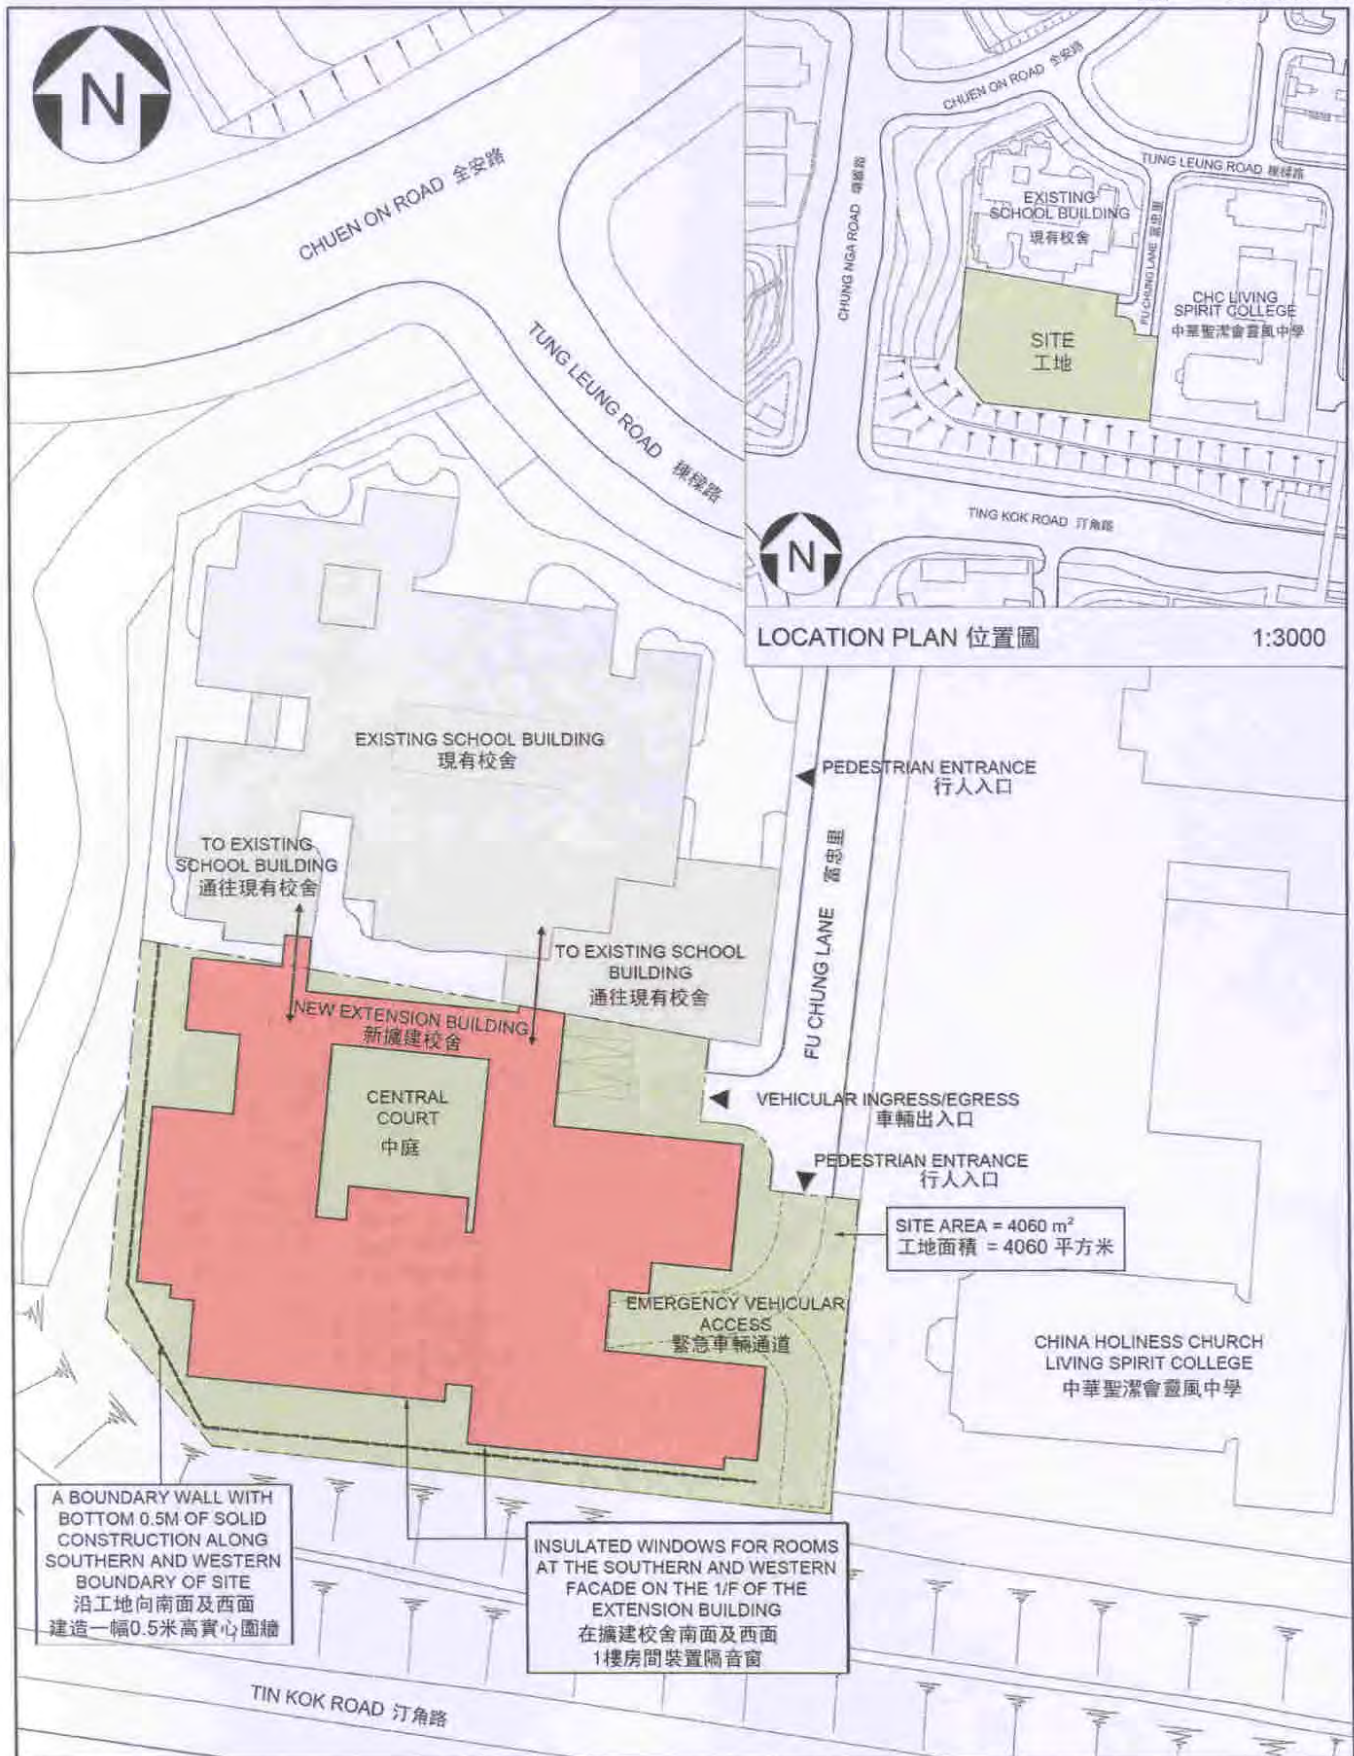 N
CHUEN ON ROAD 全安路
TUNG LEUNG ROAD 棟樑路
CHUEN ON ROAD 全安路
TUNG LEUNG ROAD 棟樑路
CHUNG NGA ROAD
EXISTING
SCHOOL BUILDING
現有校舍
FU CHUNG LANE 富忠里
CHC LIVING
SPIRIT COLLEGE
中華聖潔會靈風中學
SITE
工地
TING KOK ROAD 汀角路
N
LOCATION PLAN 位置圖
1:3000
EXISTING SCHOOL BUILDING
現有校舍
PEDESTRIAN ENTRANCE
行人入口
TO EXISTING
SCHOOL BUILDING
通往現有校舍
FU CHUNG LANE 富忠里
TO EXISTING SCHOOL
BUILDING
通往現有校舍
NEW EXTENSION BUILDING
新擴建校舍
CENTRAL
COURT
中庭
VEHICULAR INGRESS/EGRESS
車輛出入口
PEDESTRIAN ENTRANCE
行人入口
SITE AREA = 4060 m²
工地面積 = 4060 平方米
EMERGENCY VEHICULAR
ACCESS
緊急車輛通道
CHINA HOLINESS CHURCH
LIVING SPIRIT COLLEGE
中華聖潔會靈風中學
A BOUNDARY WALL WITH
BOTTOM 0.5M OF SOLID
CONSTRUCTION ALONG
SOUTHERN AND WESTERN
BOUNDARY OF SITE
沿工地向南面及西面
建造一幅0.5米高實心圍牆
INSULATED WINDOWS FOR ROOMS
AT THE SOUTHERN AND WESTERN
FACADE ON THE 1/F OF THE
EXTENSION BUILDING
在擴建校舍南面及西面
1樓房間裝置隔音窗
TIN KOK ROAD 汀角路